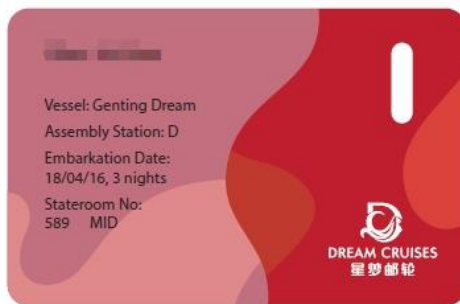 Vessel: Genting Dream
Assembly Station: D
Embarkation Date:
18/04/16, 3 nights
Stateroom No:
589 MID
DREAM CRUISES
星梦邮轮